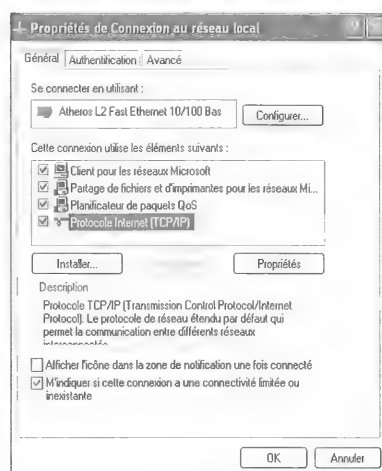 Propriétés de Connexion au réseau local
Général Authentification Avancé
Se connecter en utilisant :
Atheros L2 Fast Ethernet 10/100 Bas Configurer...
Cette connexion utilise les éléments suivants :
Client pour les réseaux Microsoft
Partage de fichiers et d'imprimantes pour les réseaux Mi...
Planificateur de paquets QoS
Protocole Internet (TCP/IP)
Installer... Propriétés
Description
Protocole TCP/IP (Transmission Control Protocol/Internet
Protocol). Le protocole de réseau étendu par défaut qui
permet la communication entre différents réseaux
interconnectés
Afficher l'icône dans la zone de notification une fois connecté
M'indiquer si cette connexion a une connectivité limitée ou
inexistante
OK Annuler